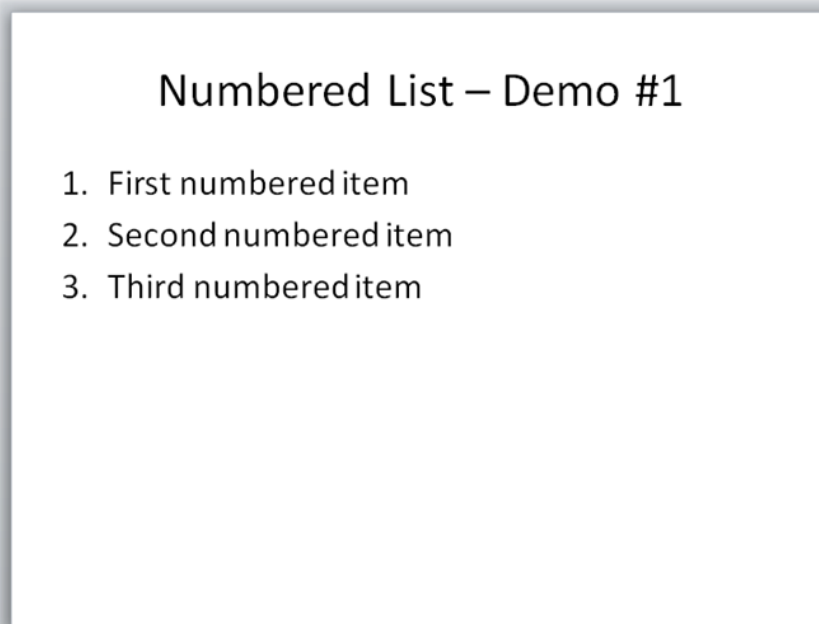 Numbered List – Demo #1
1. First numbered item
2. Second numbered item
3. Third numbered item